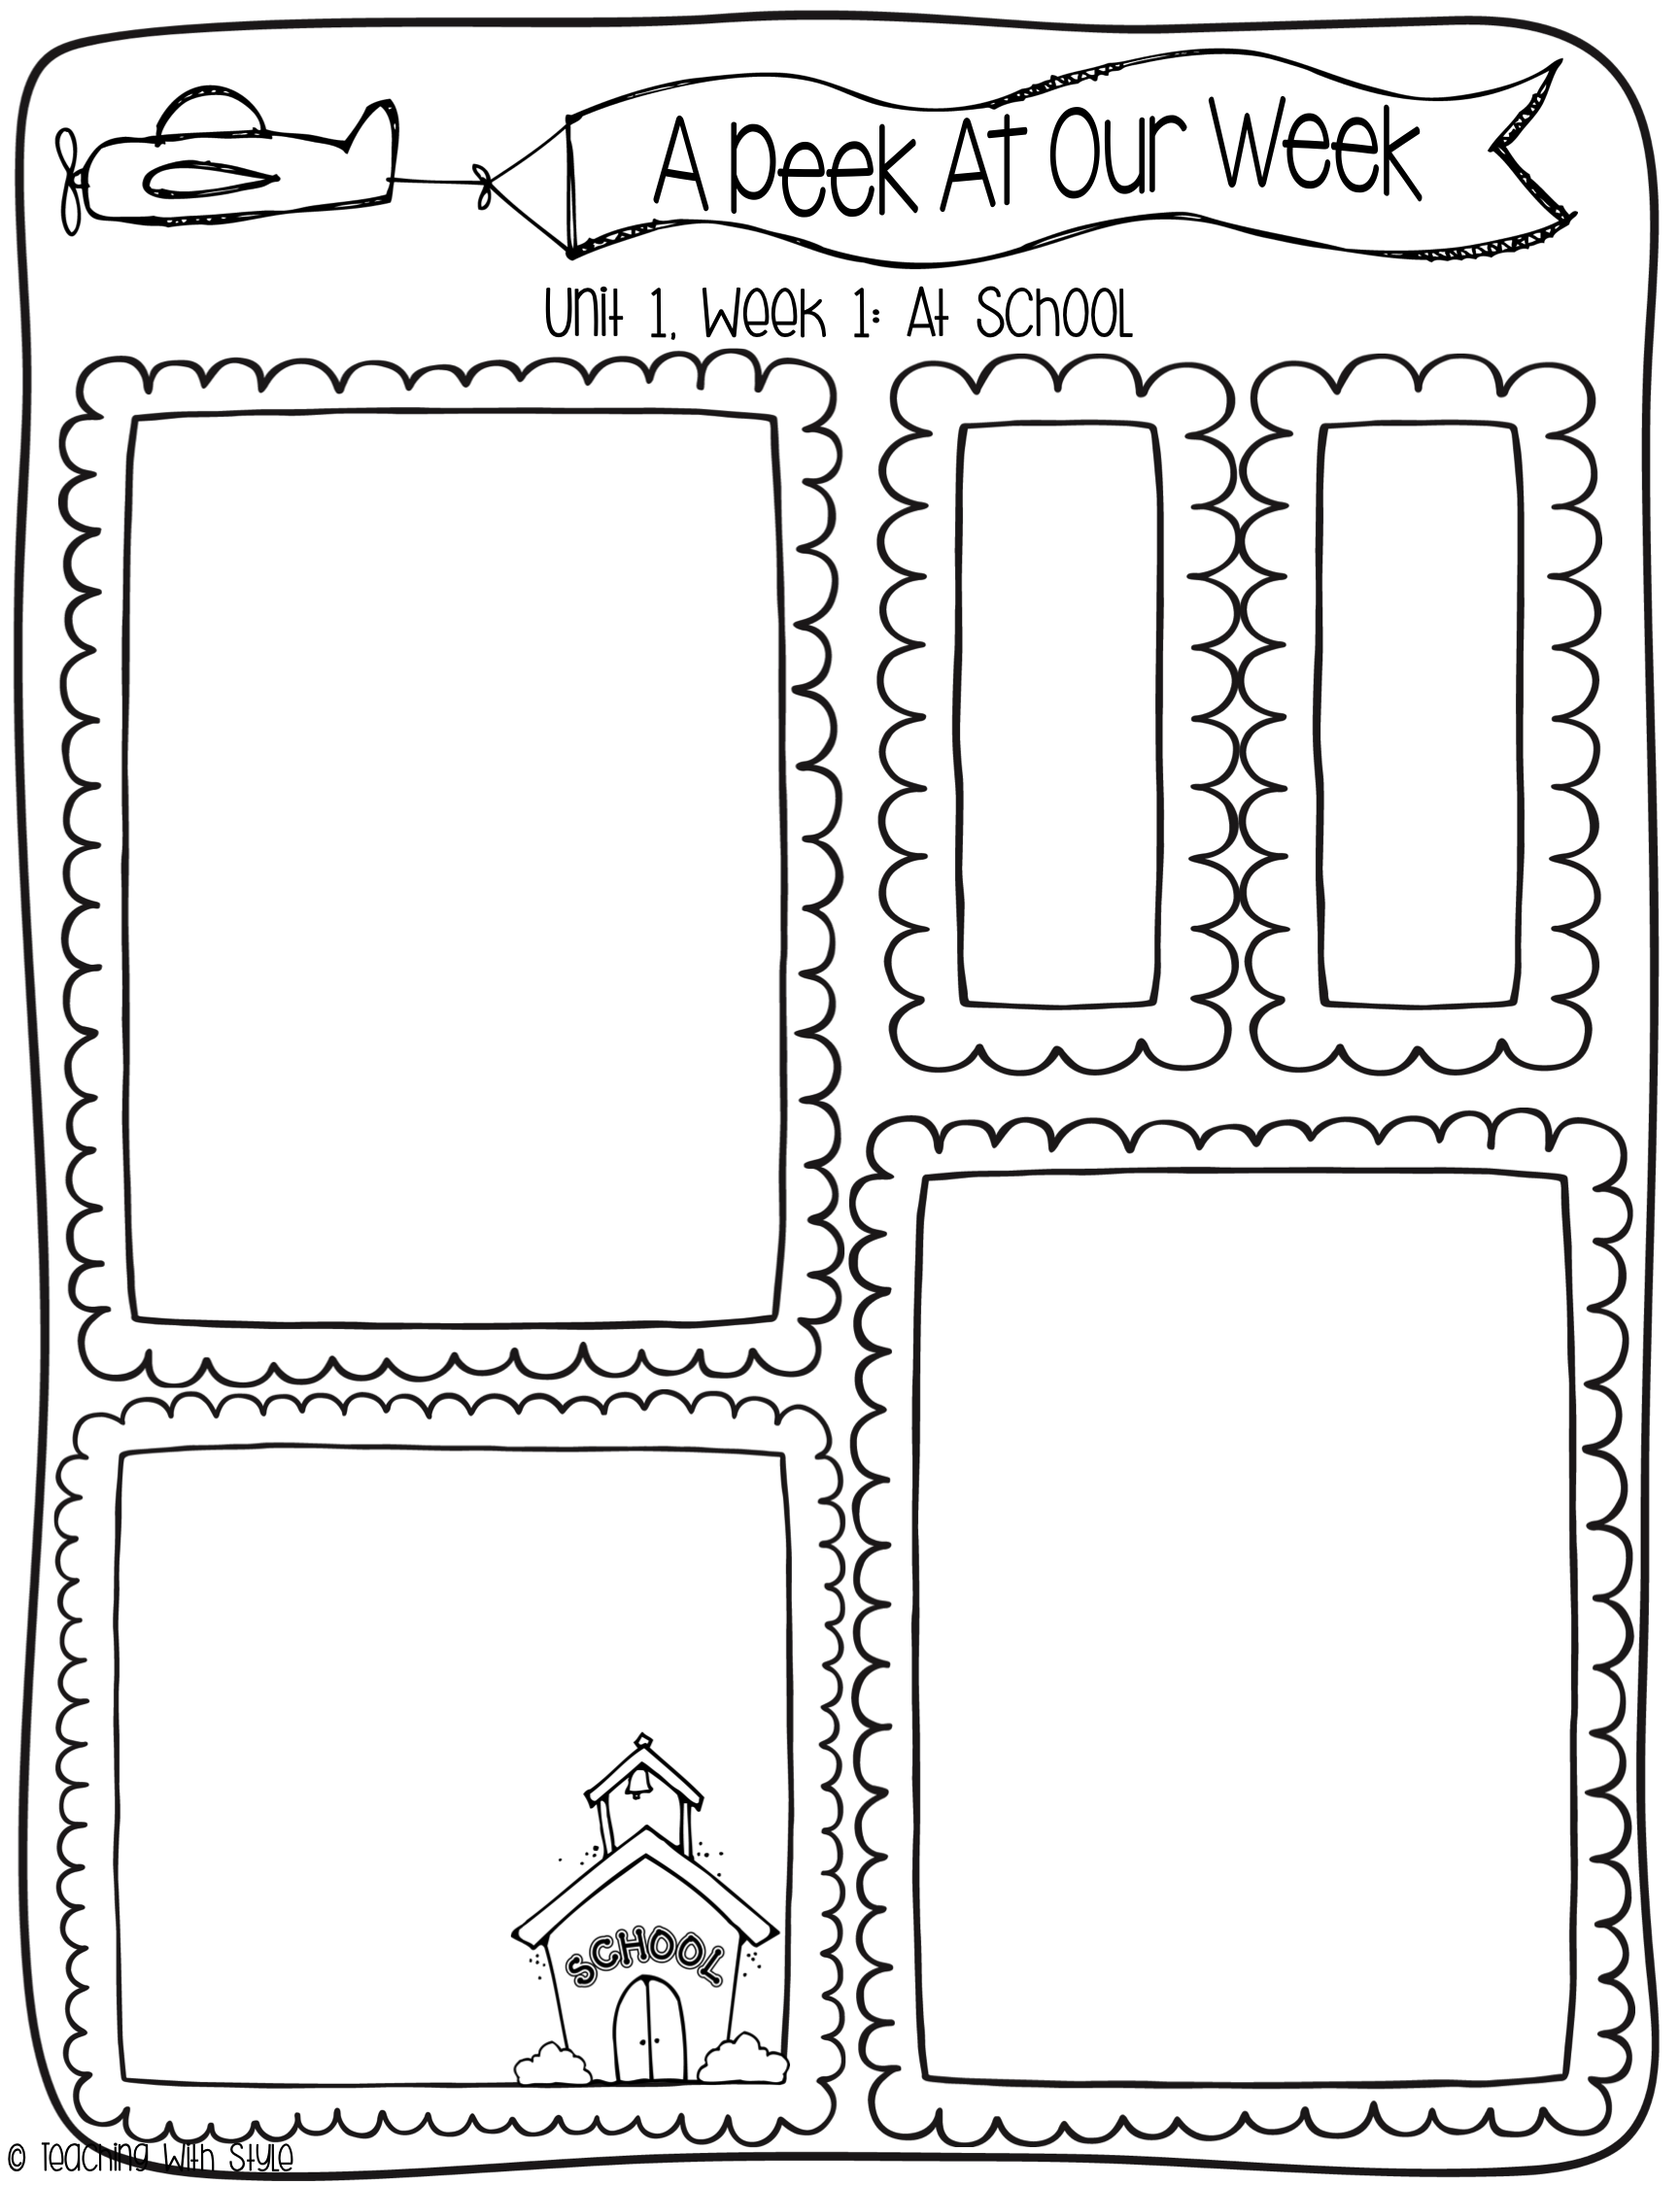 A Peek At Our Week
Unit 1, Week 1: At School
SCHOOL
© Teaching With Style